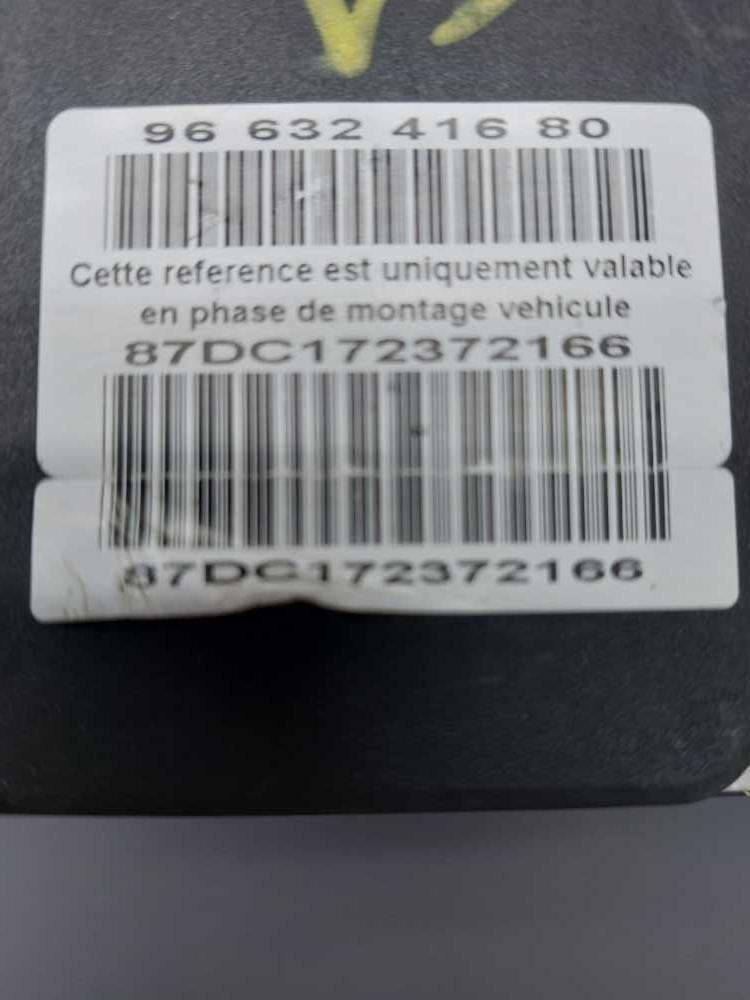 96 632 416 80
Cette reference est uniquement valable
en phase de montage vehicule
87DC172372166
87DC172372166